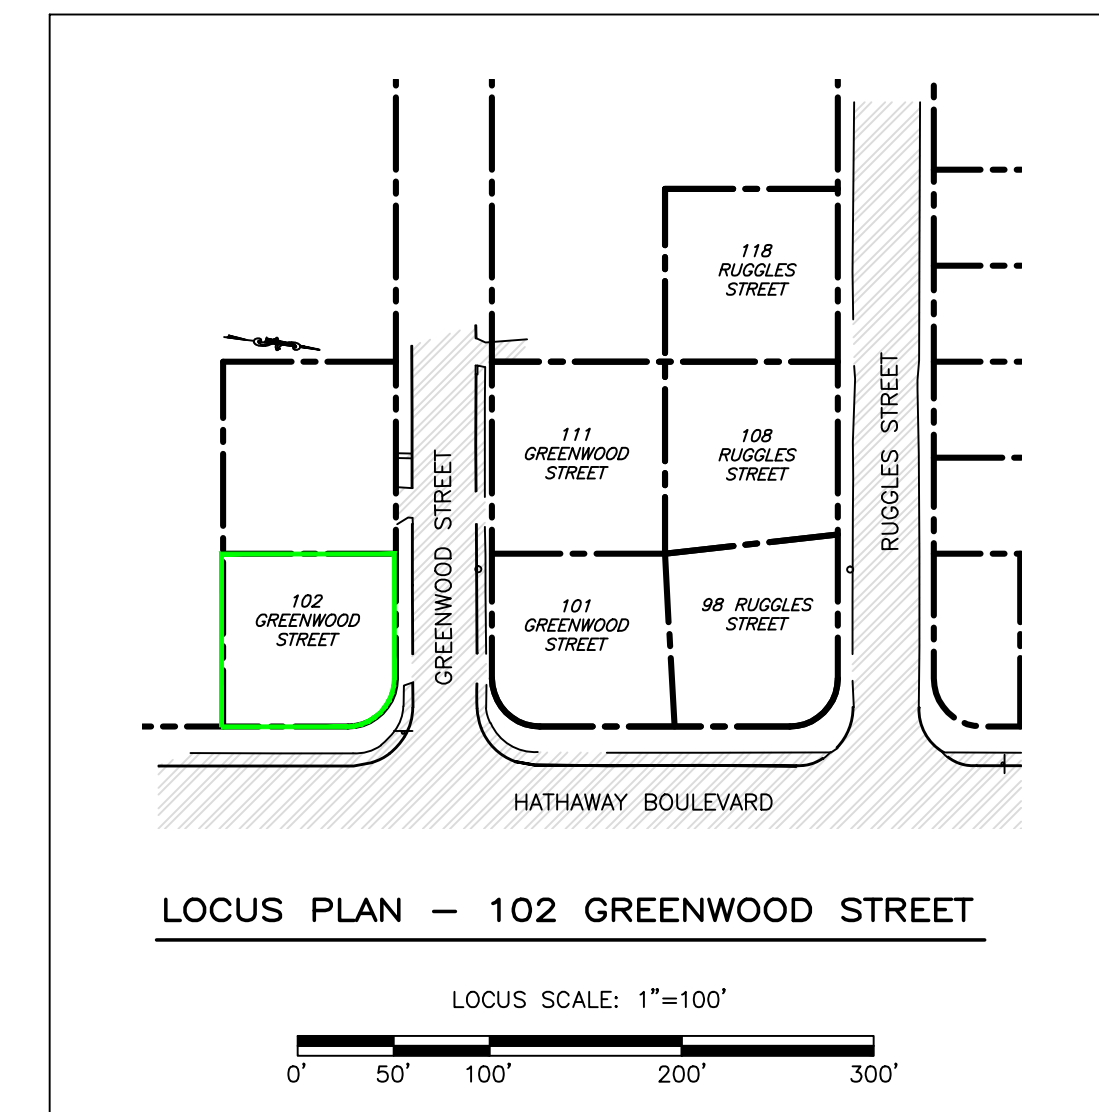 118
RUGGLES
STREET
111
GREENWOOD
STREET
108
RUGGLES
STREET
RUGGLES STREET
GREENWOOD STREET
102
GREENWOOD
STREET
101
GREENWOOD
STREET
98 RUGGLES
STREET
HATHAWAY BOULEVARD
LOCUS PLAN – 102 GREENWOOD STREET
LOCUS SCALE: 1"=100'
0' 50' 100' 200' 300'